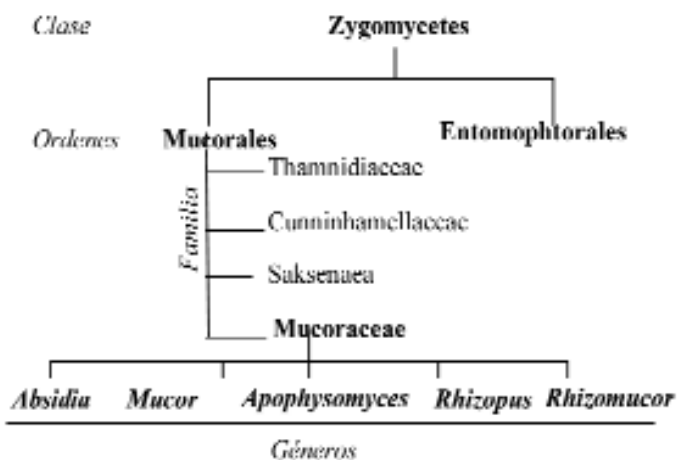 Clase Zygomycetes
Ordenes Mucorales Entomophtorales
Familia
Thamnidiaceae
Cunninhamellaceae
Saksenaea
Mucoraceae
Absidia Mucor Apophysomyces Rhizopus Rhizomucor
Géneros